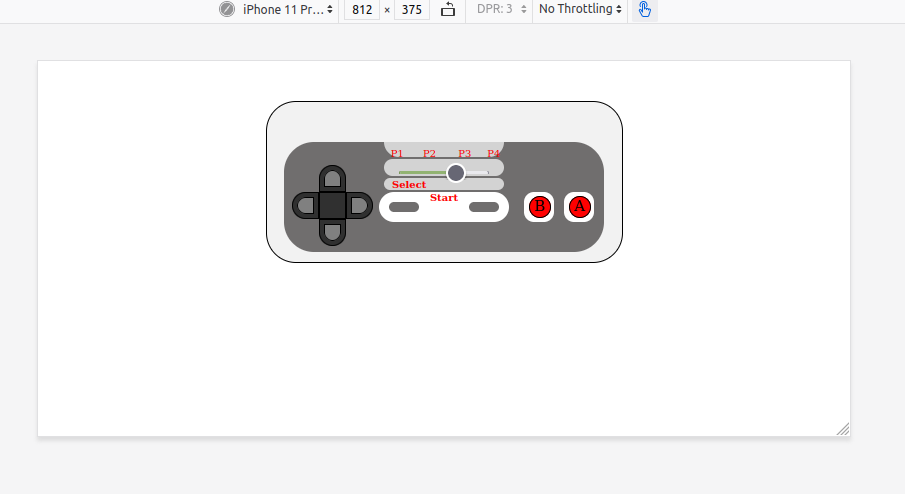 iPhone 11 Pr... 812 × 375 DPR: 3 No Throttling
P1 P2 P3 P4
Select
Start
B A